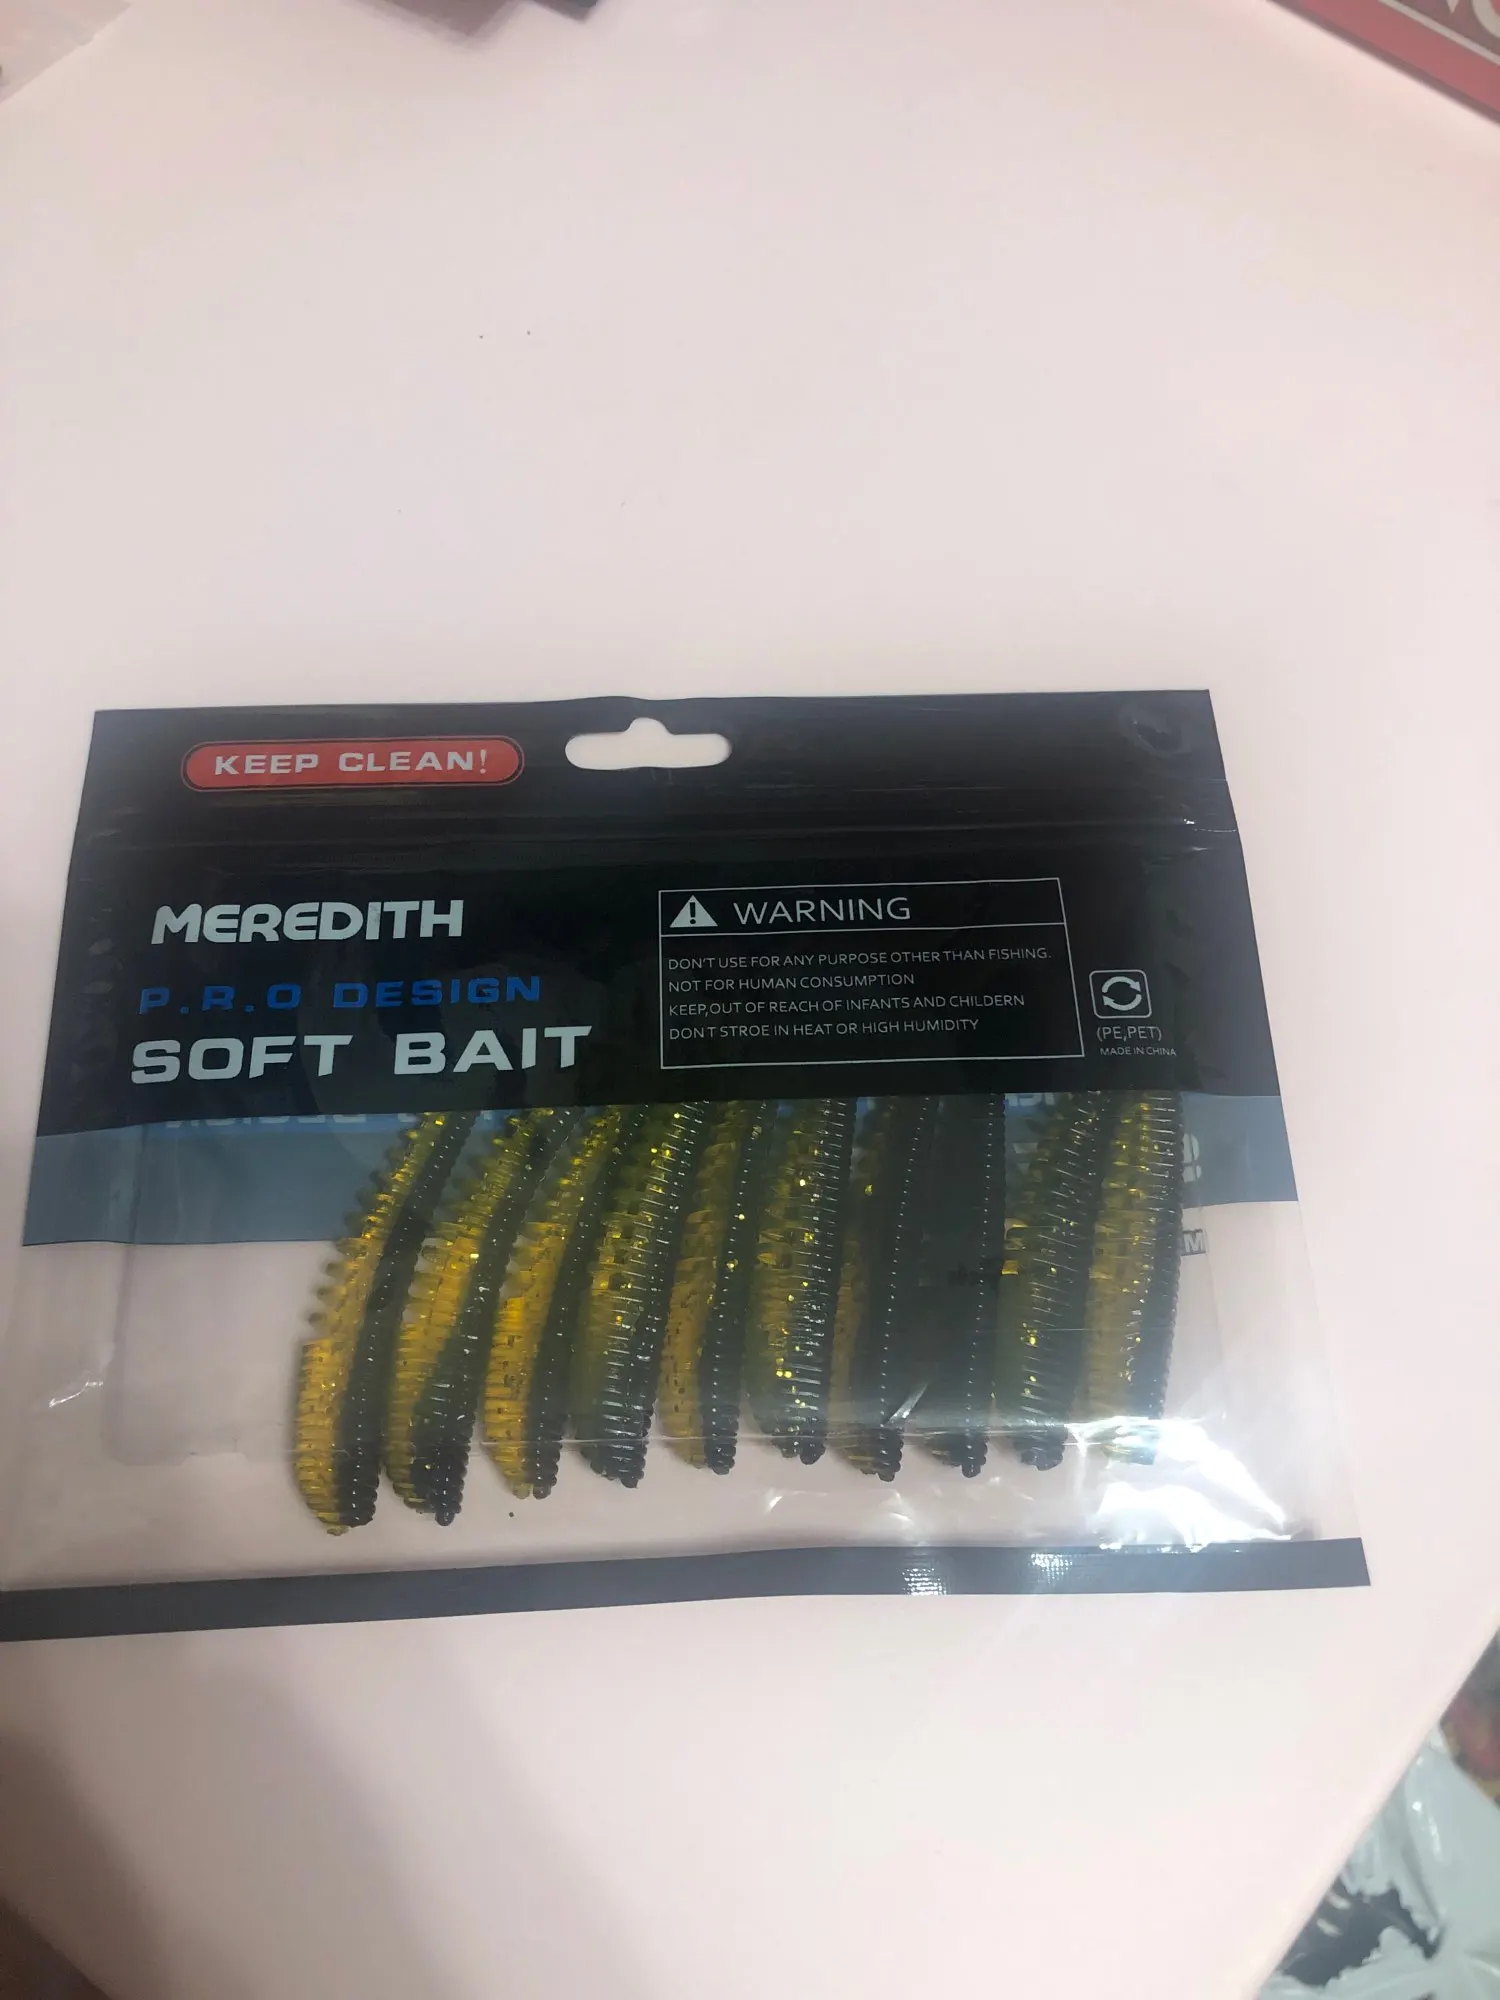 KEEP CLEAN!
MEREDITH
P.R.O DESIGN
SOFT BAIT
WARNING
DON'T USE FOR ANY PURPOSE OTHER THAN FISHING.
NOT FOR HUMAN CONSUMPTION
KEEP,OUT OF REACH OF INFANTS AND CHILDERN
DON T STROE IN HEAT OR HIGH HUMIDITY
(PE,PET)
MADE IN CHINA